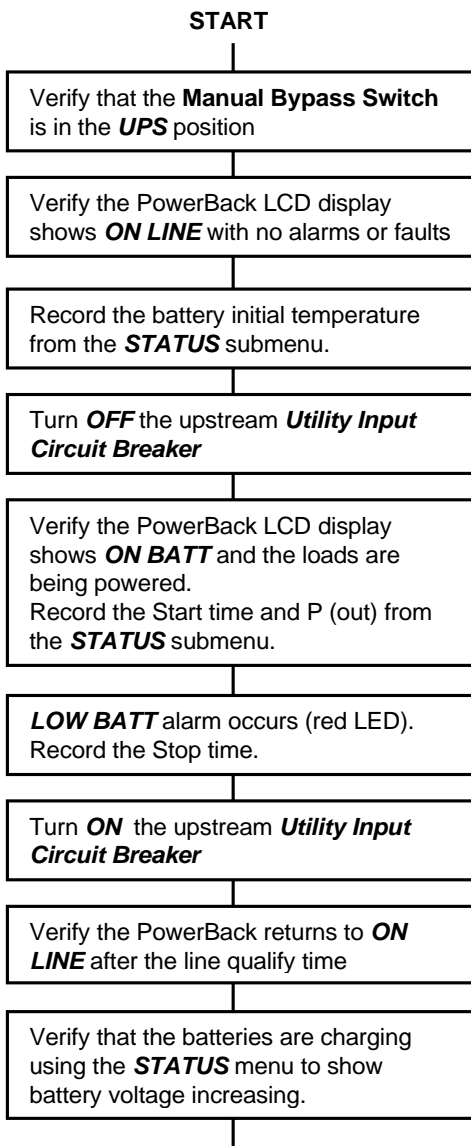 START
Verify that the Manual Bypass Switch
is in the UPS position
Verify the PowerBack LCD display
shows ON LINE with no alarms or faults
Record the battery initial temperature
from the STATUS submenu.
Turn OFF the upstream Utility Input
Circuit Breaker
Verify the PowerBack LCD display
shows ON BATT and the loads are
being powered.
Record the Start time and P (out) from
the STATUS submenu.
LOW BATT alarm occurs (red LED).
Record the Stop time.
Turn ON the upstream Utility Input
Circuit Breaker
Verify the PowerBack returns to ON
LINE after the line qualify time
Verify that the batteries are charging
using the STATUS menu to show
battery voltage increasing.